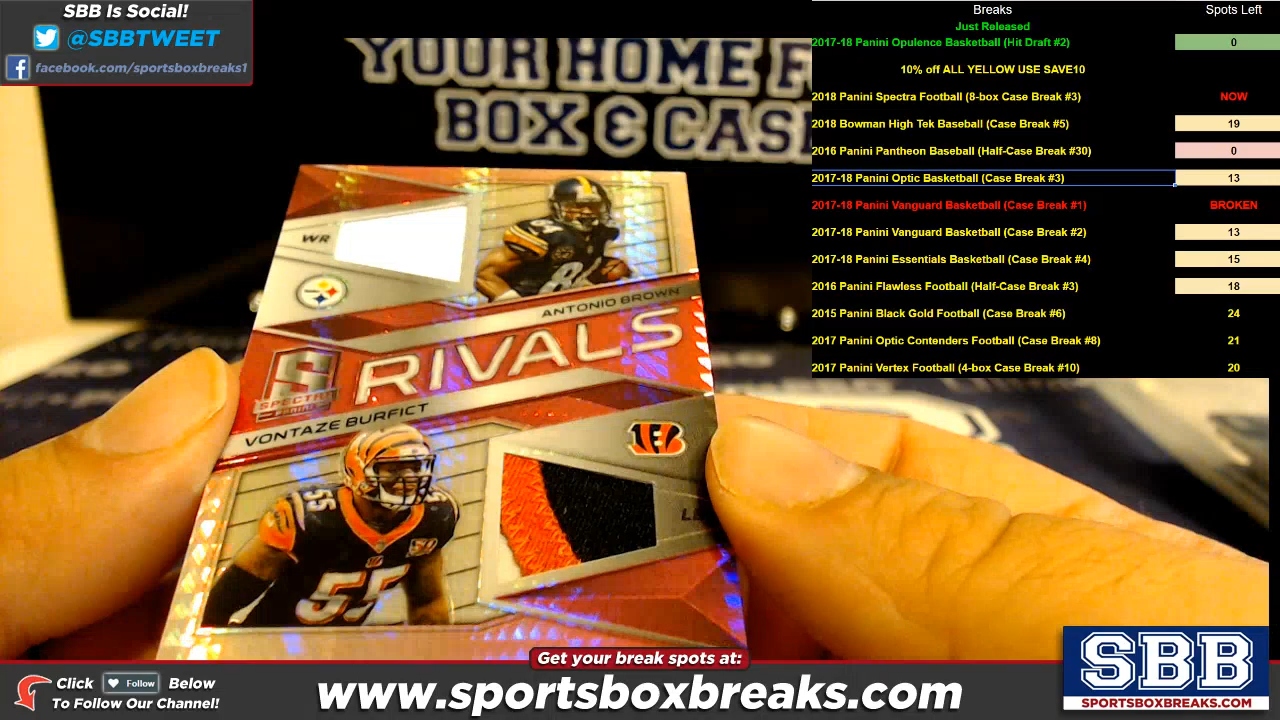 SBB Is Social!
@SBBTWEET
facebook.com/sportsboxbreaks1
YOUR HOME F
BOX & CAS
Breaks Spots Left
Just Released
2017-18 Panini Opulence Basketball (Hit Draft #2) 0
10% off ALL YELLOW USE SAVE10
2018 Panini Spectra Football (8-box Case Break #3) NOW
2018 Bowman High Tek Baseball (Case Break #5) 19
2016 Panini Pantheon Baseball (Half-Case Break #30) 0
2017-18 Panini Optic Basketball (Case Break #3) 13
2017-18 Panini Vanguard Basketball (Case Break #1) BROKEN
2017-18 Panini Vanguard Basketball (Case Break #2) 13
2017-18 Panini Essentials Basketball (Case Break #4) 15
2016 Panini Flawless Football (Half-Case Break #3) 18
2015 Panini Black Gold Football (Case Break #6) 24
2017 Panini Optic Contenders Football (Case Break #8) 21
2017 Panini Vertex Football (4-box Case Break #10) 20
WR
84
ANTONIO BROWN
S
SPECTRA
RIVALS
VONTAZE BURFICT
B
55
55
Get your break spots at:
Click Follow Below
To Follow Our Channel!
www.sportsboxbreaks.com
SBB
SPORTSBOXBREAKS.COM